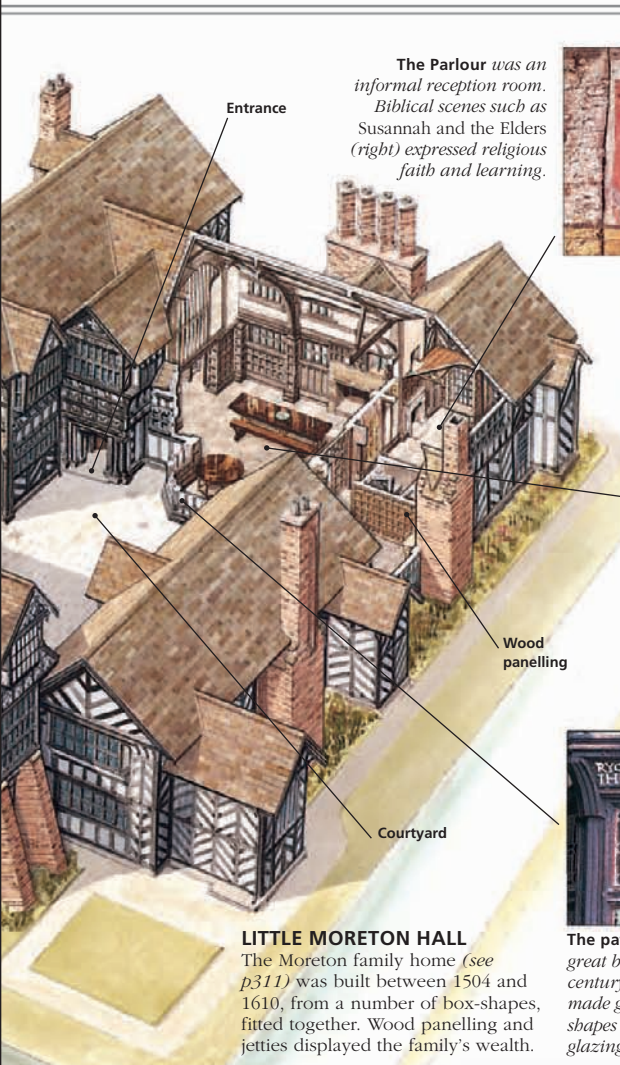 The Parlour was an
informal reception room.
Biblical scenes such as
Susannah and the Elders
(right) expressed religious
faith and learning.
Entrance
Wood
panelling
Courtyard
LITTLE MORETON HALL
The Moreton family home (see
p311) was built between 1504 and
1610, from a number of box-shapes,
fitted together. Wood panelling and
jetties displayed the family's wealth.
The
great
century
made
shapes
glazing